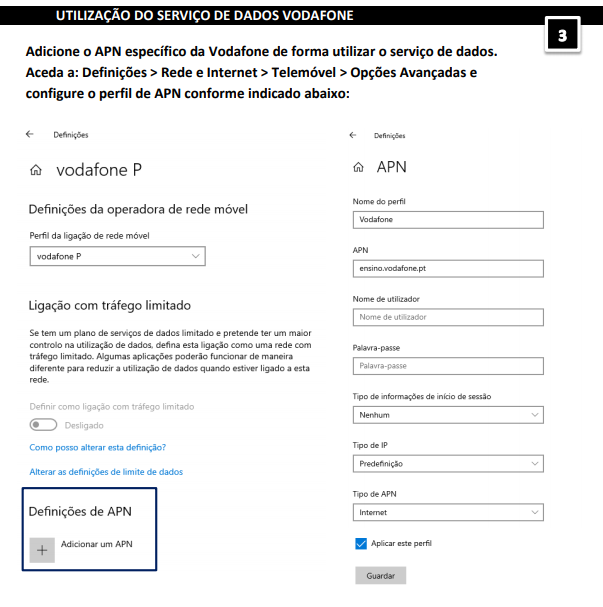 UTILIZAÇÃO DO SERVIÇO DE DADOS VODAFONE
3
Adicione o APN específico da Vodafone de forma utilizar o serviço de dados.
Aceda a: Definições > Rede e Internet > Telemóvel > Opções Avançadas e
configure o perfil de APN conforme indicado abaixo:
← Definições
vodafone P
Definições da operadora de rede móvel
Perfil da ligação de rede móvel
vodafone P
Ligação com tráfego limitado
Se tem um plano de serviços de dados limitado e pretende ter um maior
controlo na utilização de dados, defina esta ligação como uma rede com
tráfego limitado. Algumas aplicações poderão funcionar de maneira
diferente para reduzir a utilização de dados quando estiver ligado a esta
rede.
Definir como ligação com tráfego limitado
Desligado
Como posso alterar esta definição?
Alterar as definições de limite de dados
Definições de APN
+ Adicionar um APN
← Definições
APN
Nome do perfil
Vodafone
APN
ensino.vodafone.pt
Nome de utilizador
Nome de utilizador
Palavra-passe
Palavra-passe
Tipo de informações de início de sessão
Nenhum
Tipo de IP
Predefinição
Tipo de APN
Internet
Aplicar este perfil
Guardar